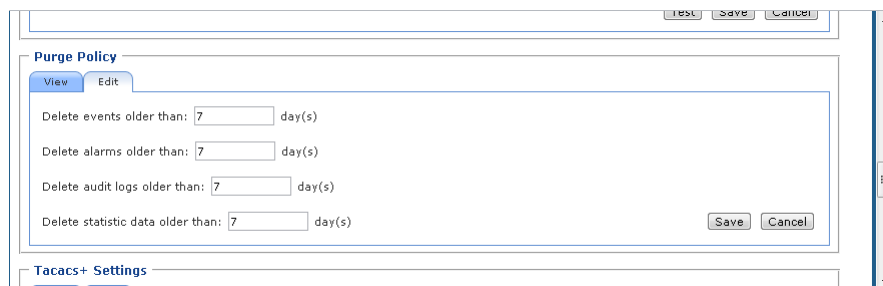 Test Save Cancel
Purge Policy
View Edit
Delete events older than: 7 day(s)
Delete alarms older than: 7 day(s)
Delete audit logs older than: 7 day(s)
Delete statistic data older than: 7 day(s) Save Cancel
Tacacs+ Settings